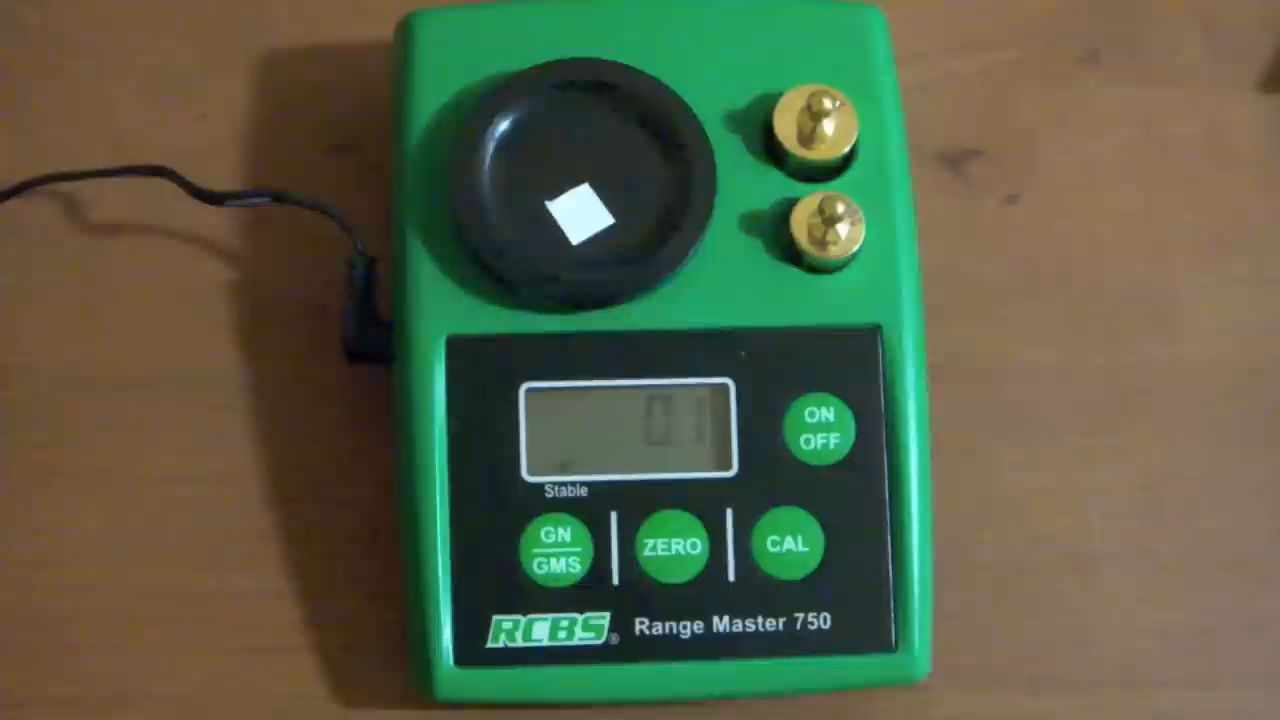 0.1
ON
OFF
Stable
GN
GMS
ZERO
CAL
RCBS® Range Master 750